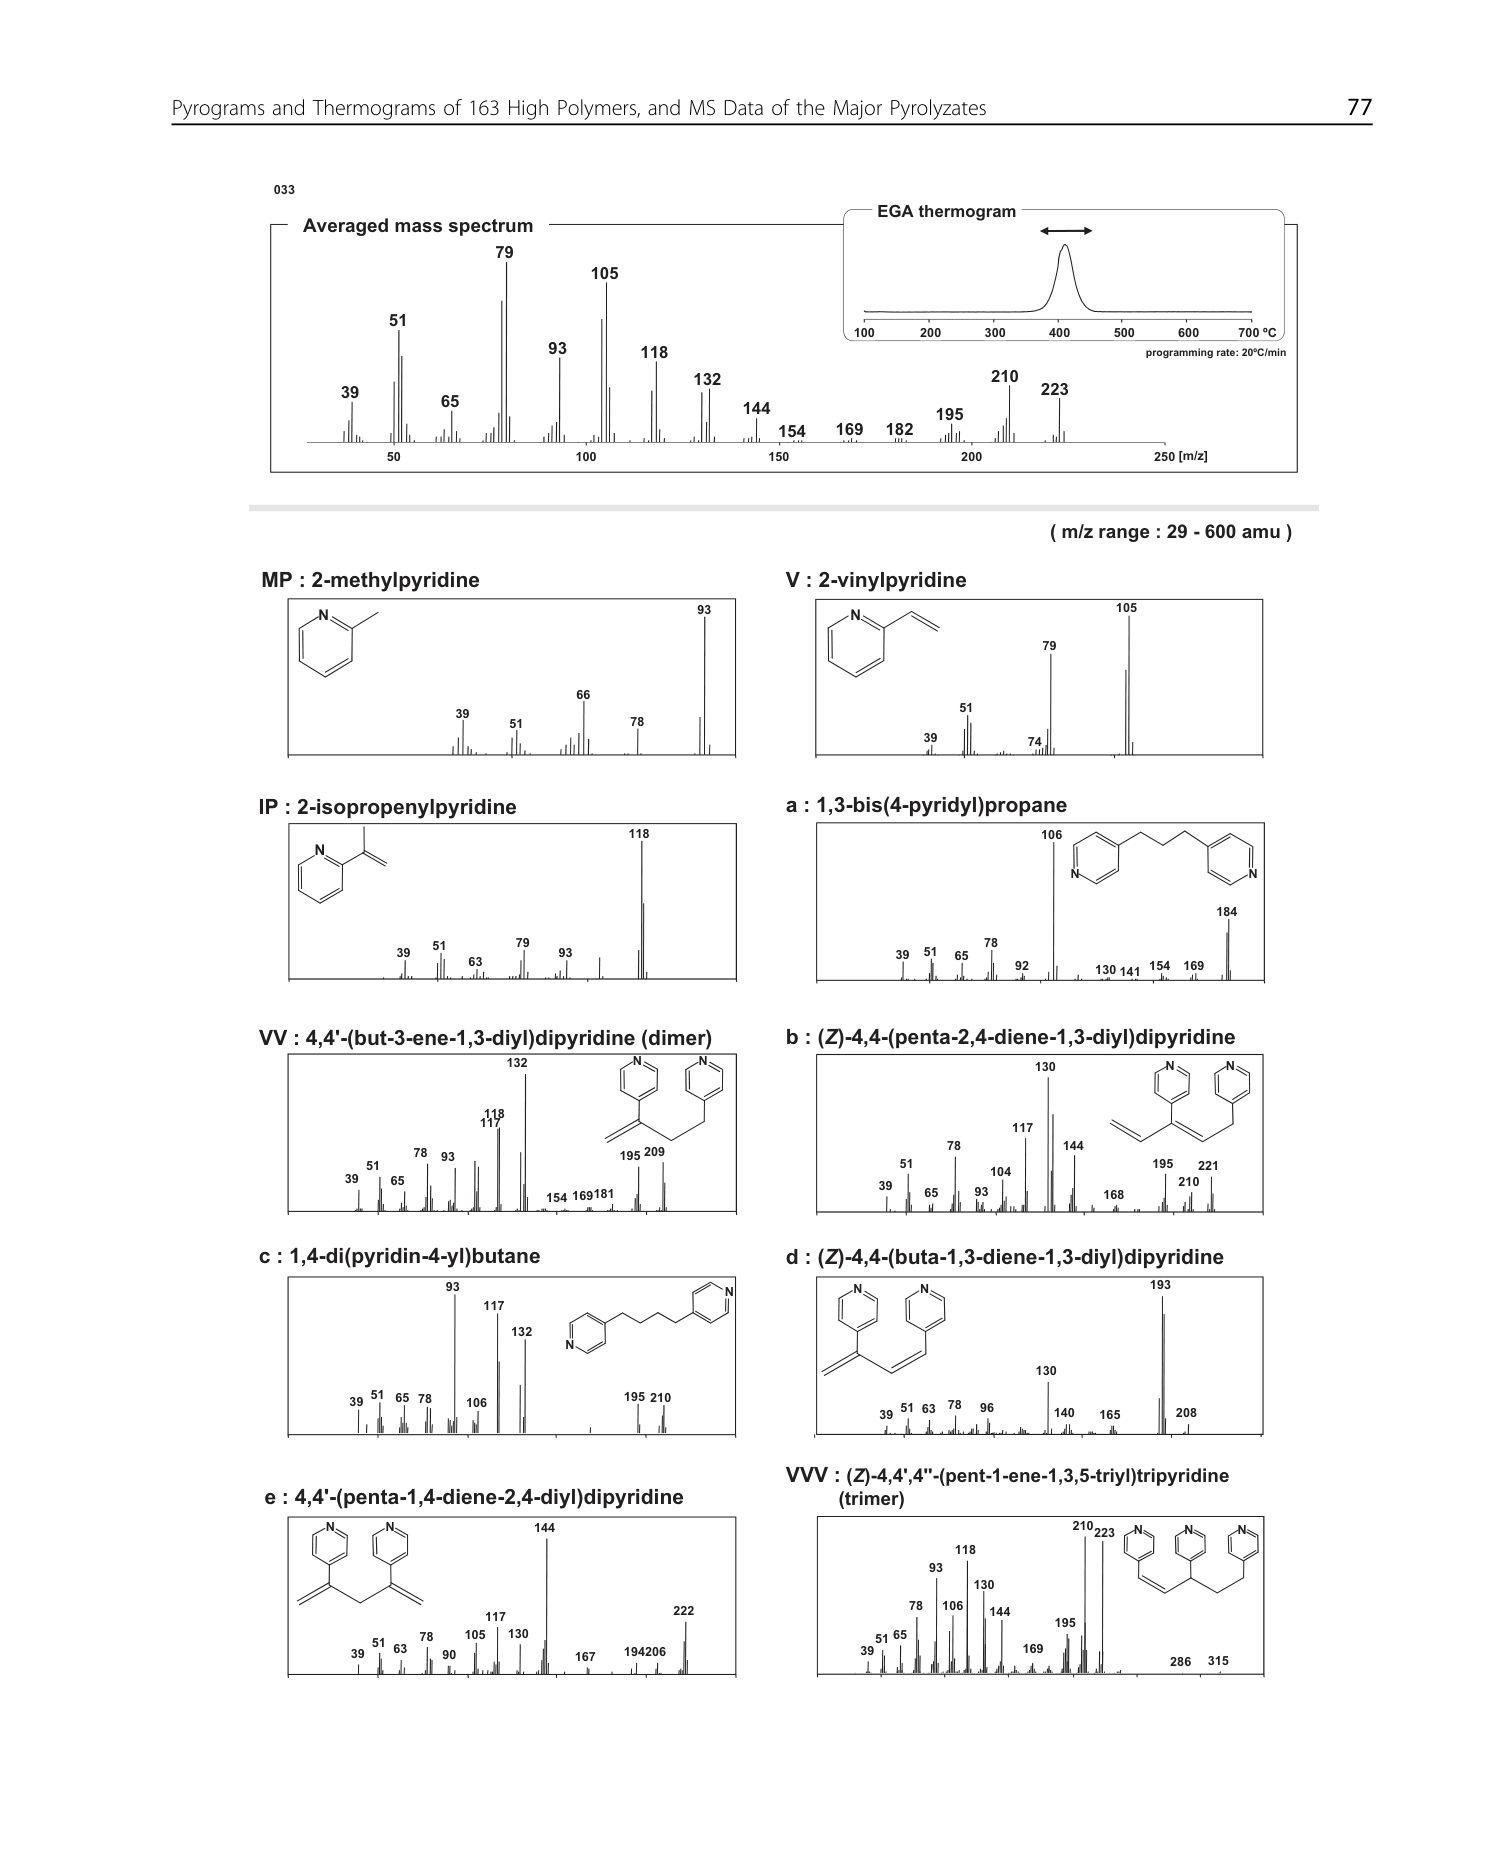 Pyrograms and Thermograms of 163 High Polymers, and MS Data of the Major Pyrolyzates 77
033
Averaged mass spectrum
EGA thermogram
39 51 65 79 93 105 118 132 144 154 169 182 195 210 223
50 100 150 200 250 [m/z]
100 200 300 400 500 600 700 ºC
programming rate: 20ºC/min
( m/z range : 29 - 600 amu )
MP : 2-methylpyridine
N
39 51 66 78 93
V : 2-vinylpyridine
N
39 51 74 79 105
IP : 2-isopropenylpyridine
N
39 51 63 79 93 118
a : 1,3-bis(4-pyridyl)propane
N N
39 51 65 78 92 106 130 141 154 169 184
VV : 4,4'-(but-3-ene-1,3-diyl)dipyridine (dimer)
N N
39 51 65 78 93 117 118 132 154 169 181 195 209
b : (Z)-4,4-(penta-2,4-diene-1,3-diyl)dipyridine
N N
39 51 65 78 93 104 117 130 144 168 195 210 221
c : 1,4-di(pyridin-4-yl)butane
N N
39 51 65 78 93 106 117 132 195 210
d : (Z)-4,4-(buta-1,3-diene-1,3-diyl)dipyridine
N N
39 51 63 78 96 130 140 165 193 208
e : 4,4'-(penta-1,4-diene-2,4-diyl)dipyridine
N N
39 51 63 78 90 105 117 130 144 167 194 206 222
VVV : (Z)-4,4',4''-(pent-1-ene-1,3,5-triyl)tripyridine
(trimer)
N N N
39 51 65 78 93 106 118 130 144 169 195 210 223 286 315